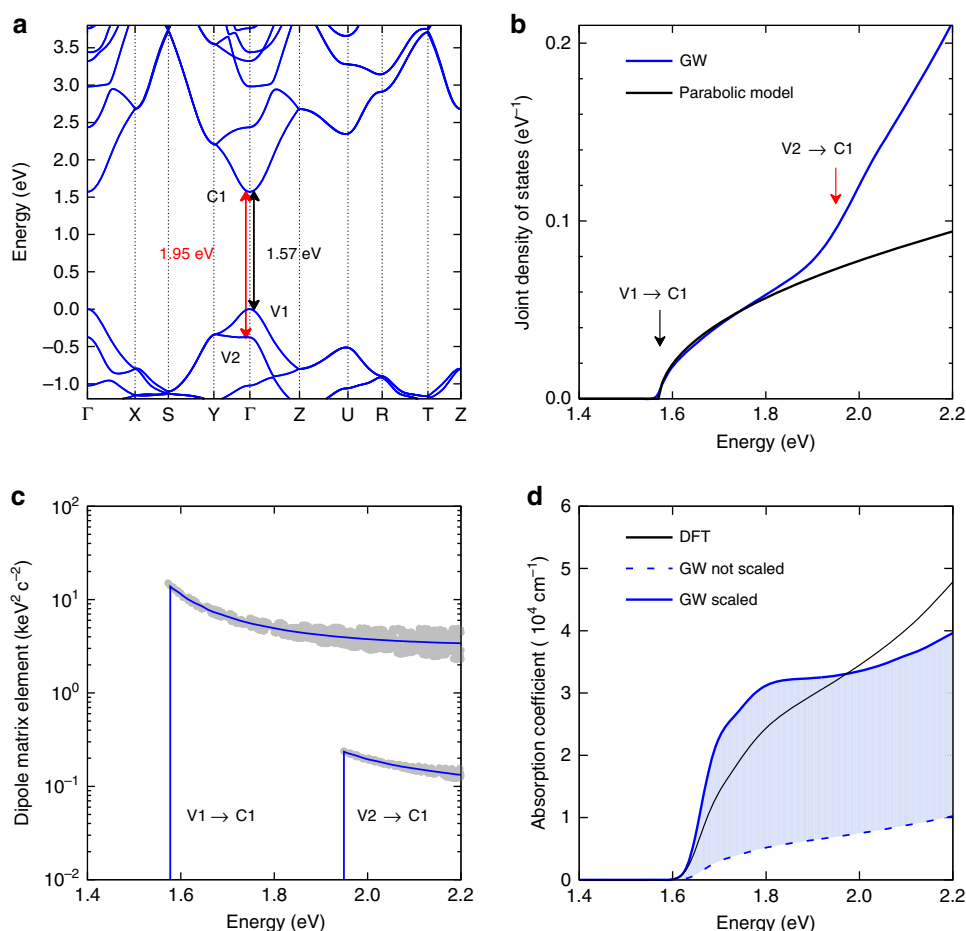 a
3.5
3.0
2.5
2.0
1.5
1.0
0.5
0.0
−0.5
−1.0
Energy (eV)
C1
1.95 eV
1.57 eV
V1
V2
Γ X S Y Γ Z U R T Z
b
GW
Parabolic model
V2 → C1
V1 → C1
0.2
0.1
0.0
Joint density of states (eV⁻¹)
1.4 1.6 1.8 2.0 2.2
Energy (eV)
c
10²
10¹
10⁰
10⁻¹
10⁻²
Dipole matrix element (keV² c⁻²)
V1 → C1
V2 → C1
1.4 1.6 1.8 2.0 2.2
Energy (eV)
d
DFT
GW not scaled
GW scaled
6
5
4
3
2
1
0
Absorption coefficient ( 10⁴ cm⁻¹)
1.4 1.6 1.8 2.0 2.2
Energy (eV)